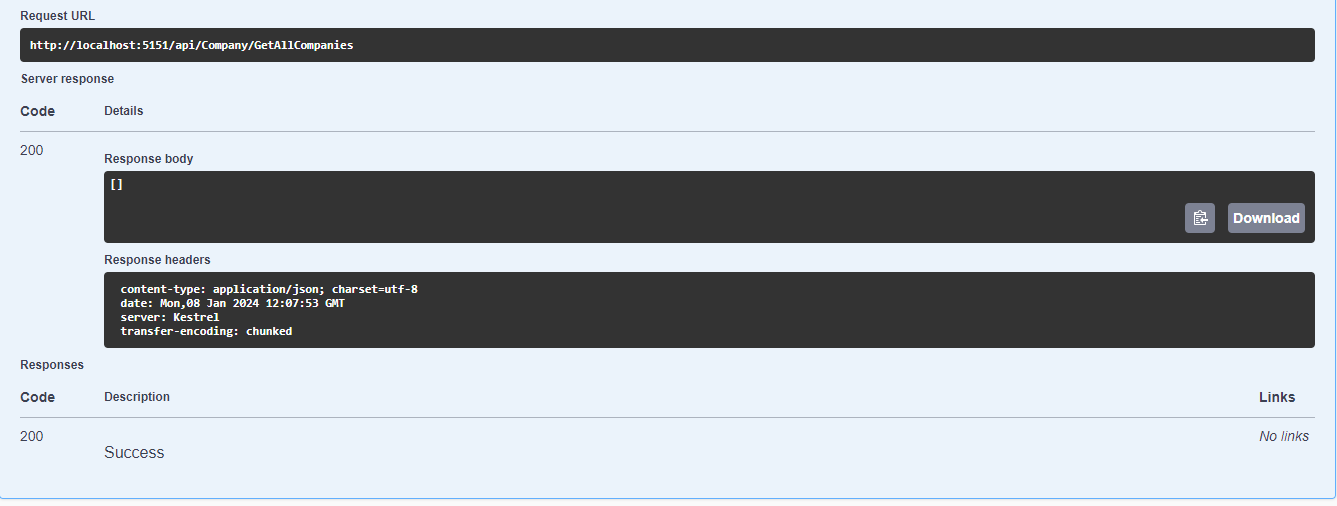 Request URL
http://localhost:5151/api/Company/GetAllCompanies
Server response
Code Details
200
Response body
[]
Download
Response headers
content-type: application/json; charset=utf-8
date: Mon,08 Jan 2024 12:07:53 GMT
server: Kestrel
transfer-encoding: chunked
Responses
Code Description Links
200 No links
Success